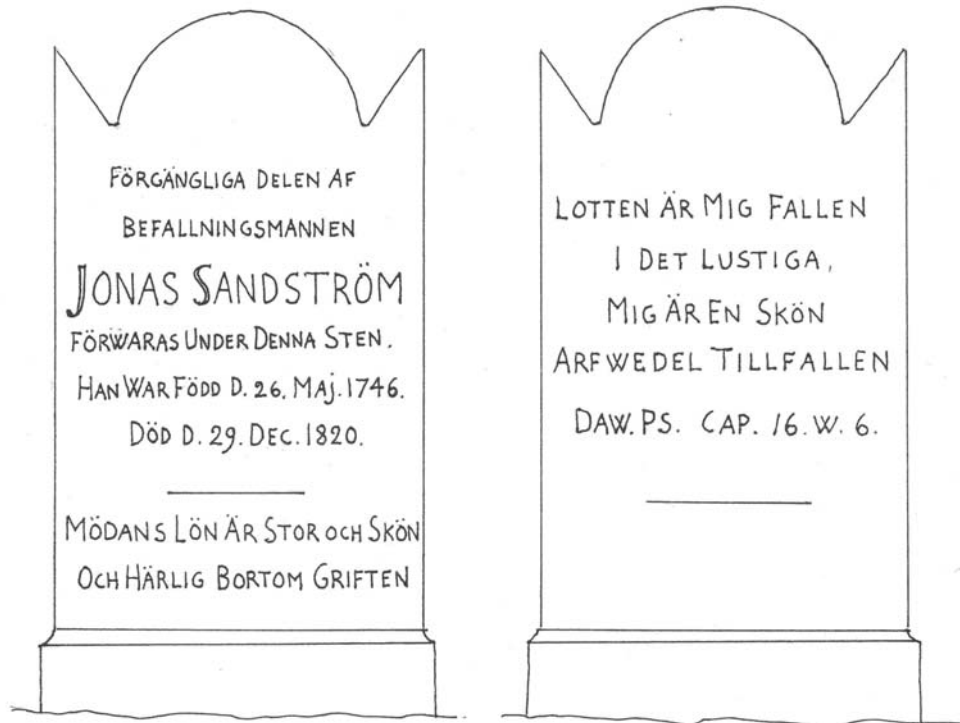 FÖRGÄNGLIGA DELEN AF
BEFALLNINGSMANNEN
JONAS SANDSTRÖM
FÖRWARAS UNDER DENNA STEN.
HAN WAR FÖDD D. 26. MAJ. 1746.
DÖD D. 29. DEC. 1820.
MÖDANS LÖN ÄR STOR OCH SKÖN
OCH HÄRLIG BORTOM GRIFTEN
LOTTEN ÄR MIG FALLEN
I DET LUSTIGA,
MIG ÄR EN SKÖN
ARFWEDEL TILLFALLEN
DAW. PS. CAP. 16. W. 6.